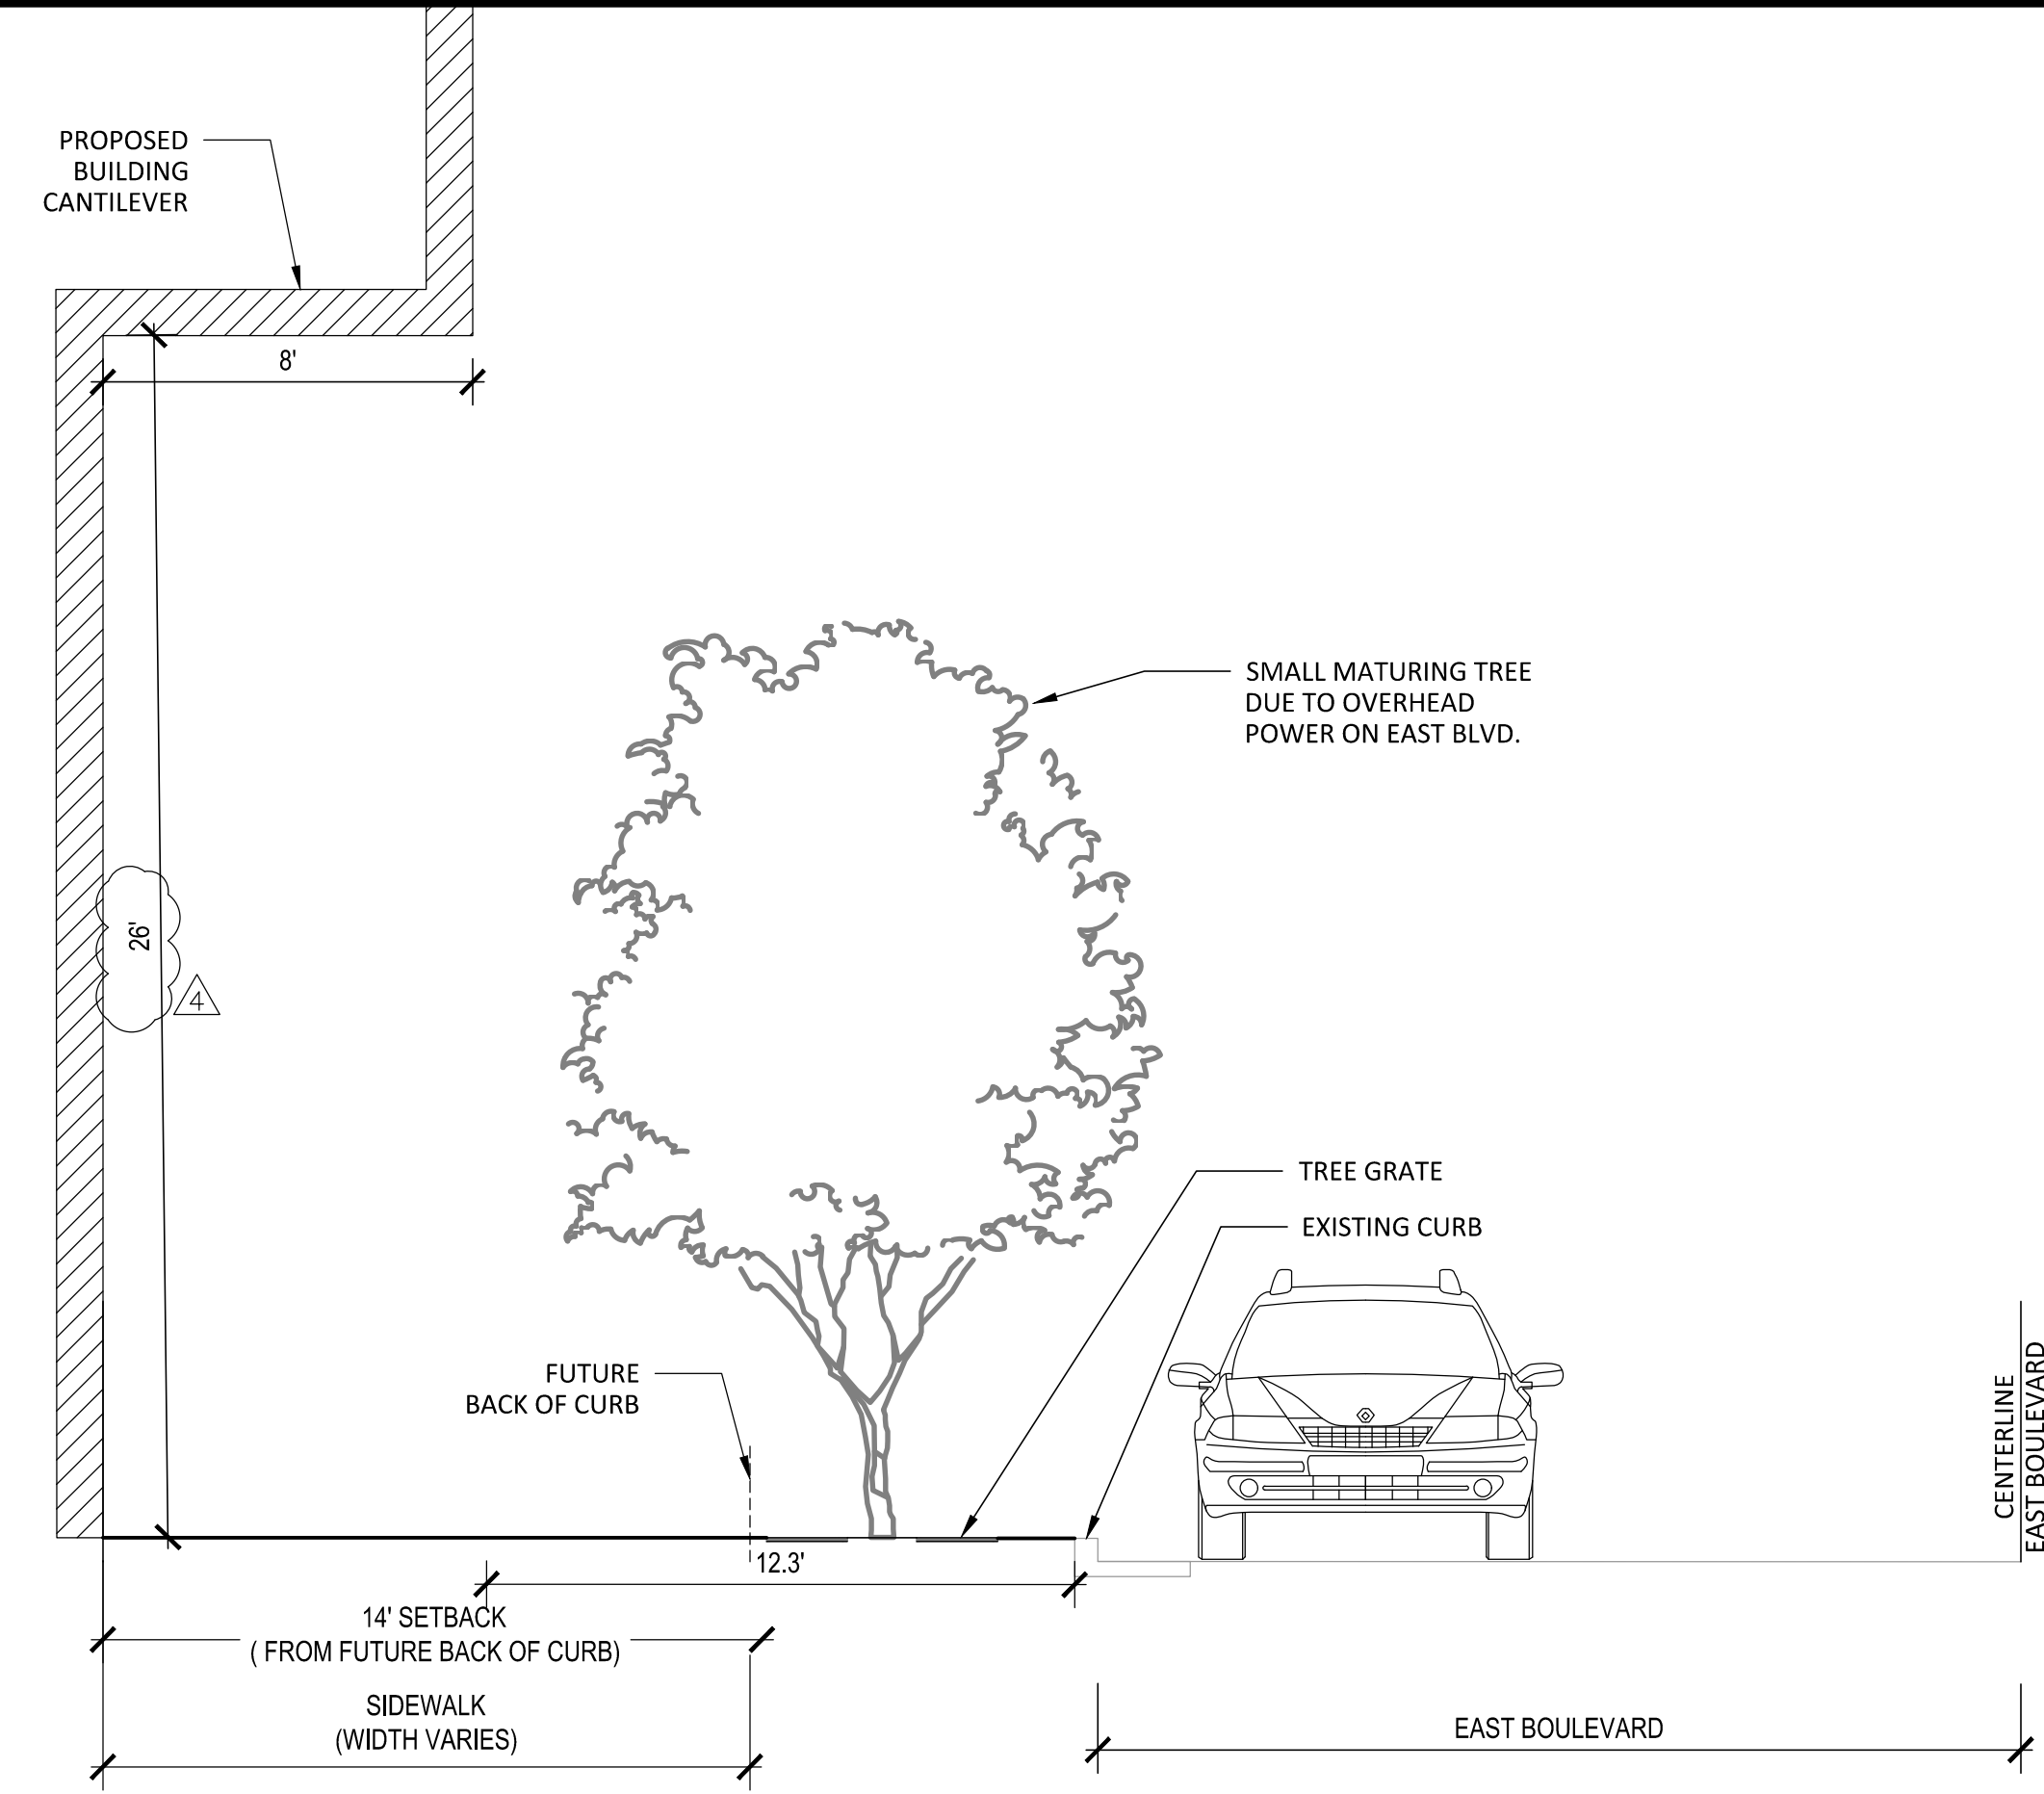 PROPOSED
BUILDING
CANTILEVER
8'
SMALL MATURING TREE
DUE TO OVERHEAD
POWER ON EAST BLVD.
26'
4
TREE GRATE
EXISTING CURB
FUTURE
BACK OF CURB
CENTERLINE
EAST BOULEVARD
12.3'
14' SETBACK
( FROM FUTURE BACK OF CURB)
SIDEWALK
(WIDTH VARIES)
EAST BOULEVARD